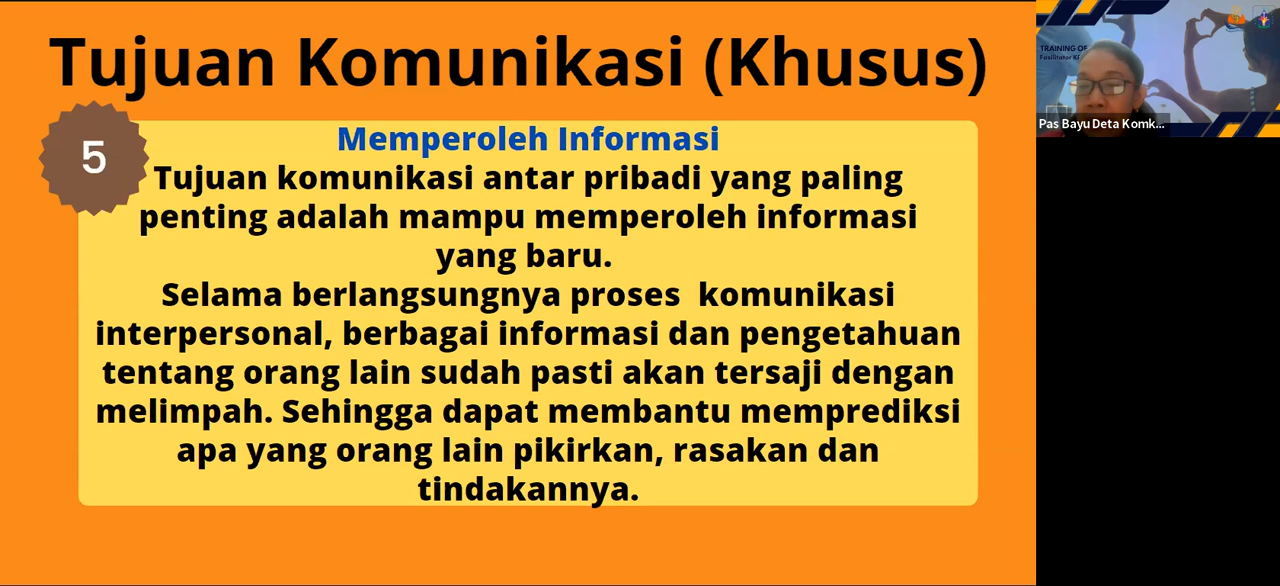 Tujuan Komunikasi (Khusus)
5
Memperoleh Informasi
Tujuan komunikasi antar pribadi yang paling
penting adalah mampu memperoleh informasi
yang baru.
Selama berlangsungnya proses  komunikasi
interpersonal, berbagai informasi dan pengetahuan
tentang orang lain sudah pasti akan tersaji dengan
melimpah. Sehingga dapat membantu memprediksi
apa yang orang lain pikirkan, rasakan dan
tindakannya.
TRAINING OF
Fasilitator
Pas Bayu Deta Komk...